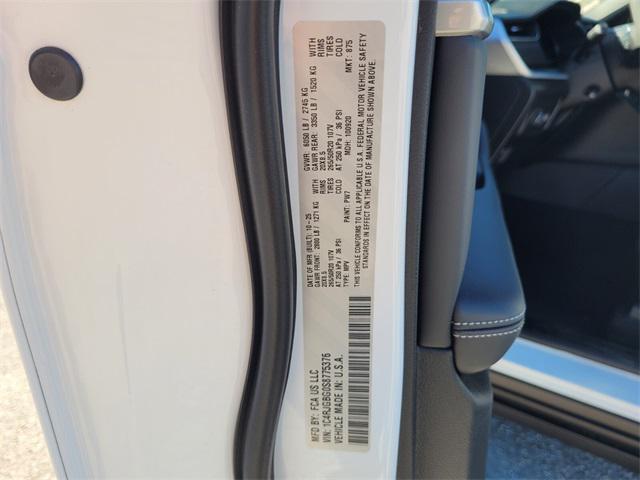 MFD BY: FCA US LLC
DATE OF MFR (BUILT): 10-25
GVWR: 6050 LB / 2745 KG
GAWR FRONT: 2800 LB / 1271 KG WITH
GAWR REAR: 3350 LB / 1520 KG WITH
20X8.5 RIMS
20X8.5 RIMS
265/50R20 107V TIRES
265/50R20 107V TIRES
AT 250 kPa / 36 PSI COLD
AT 250 kPa / 36 PSI COLD
VIN: 1C4RJGBG0S8775376
TYPE: MPV
PAINT: PW7
MDH: 100920
MKT: 875
VEHICLE MADE IN: U.S.A.
THIS VEHICLE CONFORMS TO ALL APPLICABLE U.S.A. FEDERAL MOTOR VEHICLE SAFETY
STANDARDS IN EFFECT ON THE DATE OF MANUFACTURE SHOWN ABOVE.